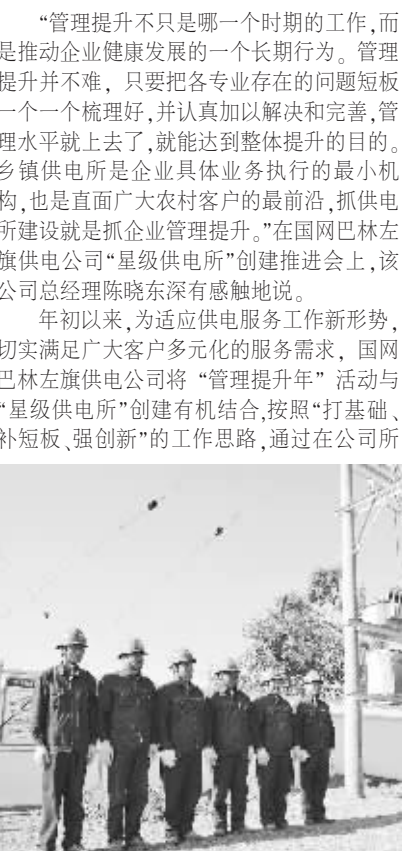 “管理提升不只是哪一个时期的工作,而
是推动企业健康发展的一个长期行为。管理
提升并不难，只要把各专业存在的问题短板
一个一个梳理好,并认真加以解决和完善,管
理水平就上去了,就能达到整体提升的目的。
乡镇供电所是企业具体业务执行的最小机
构,也是直面广大农村客户的最前沿,抓供电
所建设就是抓企业管理提升。”在国网巴林左
旗供电公司“星级供电所”创建推进会上,该
公司总经理陈晓东深有感触地说。
年初以来,为适应供电服务工作新形势,
切实满足广大客户多元化的服务需求，国网
巴林左旗供电公司将“管理提升年”活动与
“星级供电所”创建有机结合,按照“打基础、
补短板、强创新”的工作思路,通过在公司所